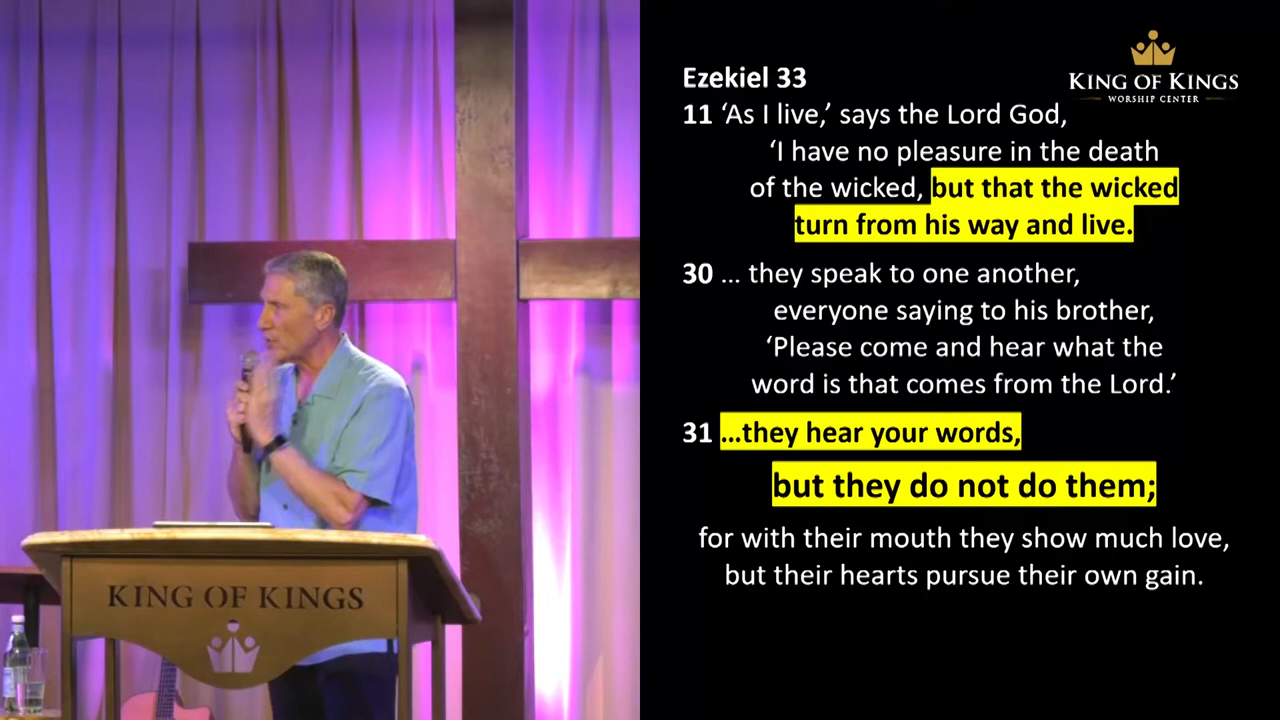 KING OF KINGS
Ezekiel 33
KING OF KINGS
WORSHIP CENTER
11 ‘As I live,’ says the Lord God,
‘I have no pleasure in the death
of the wicked, but that the wicked
turn from his way and live.
30 ... they speak to one another,
everyone saying to his brother,
‘Please come and hear what the
word is that comes from the Lord.’
31 ...they hear your words,
but they do not do them;
for with their mouth they show much love,
but their hearts pursue their own gain.